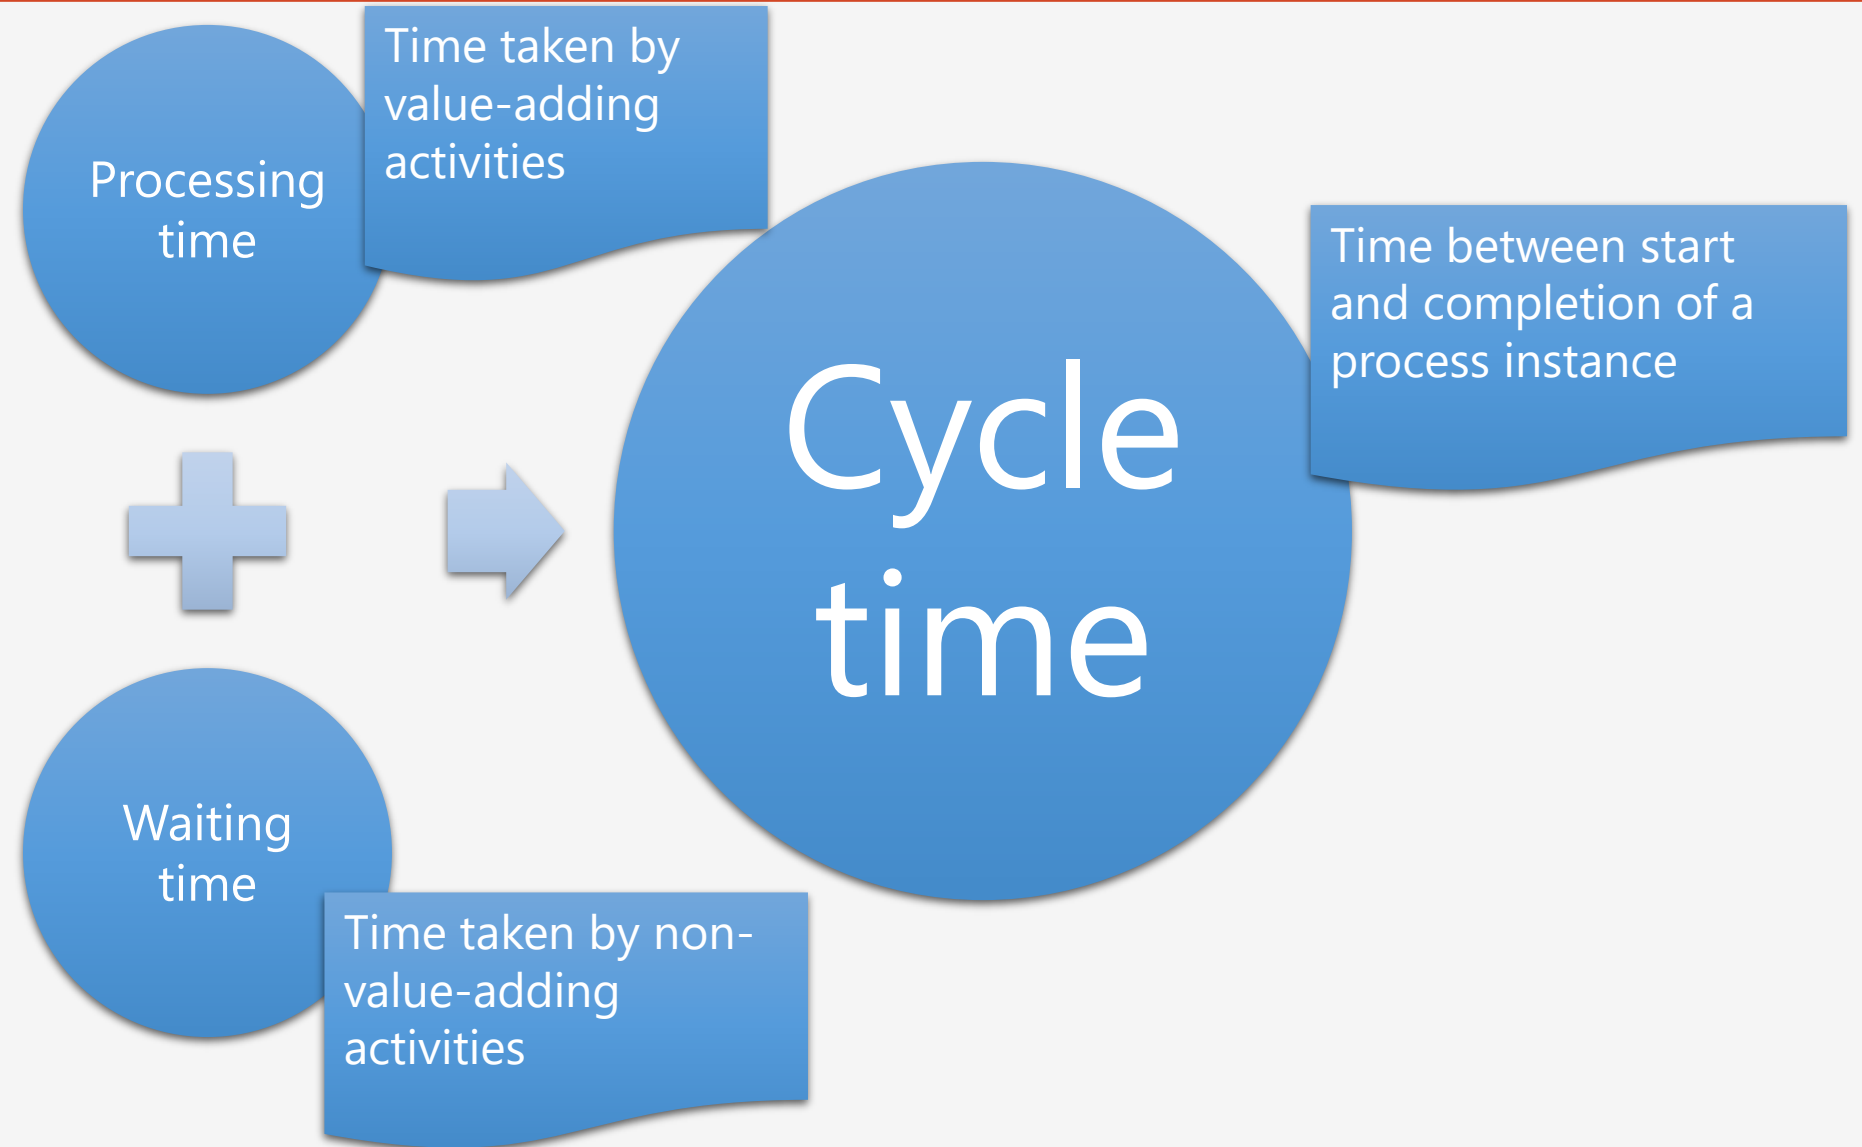 Processing
time
Time taken by
value-adding
activities
Cycle
time
Time between start
and completion of a
process instance
Waiting
time
Time taken by non-
value-adding
activities